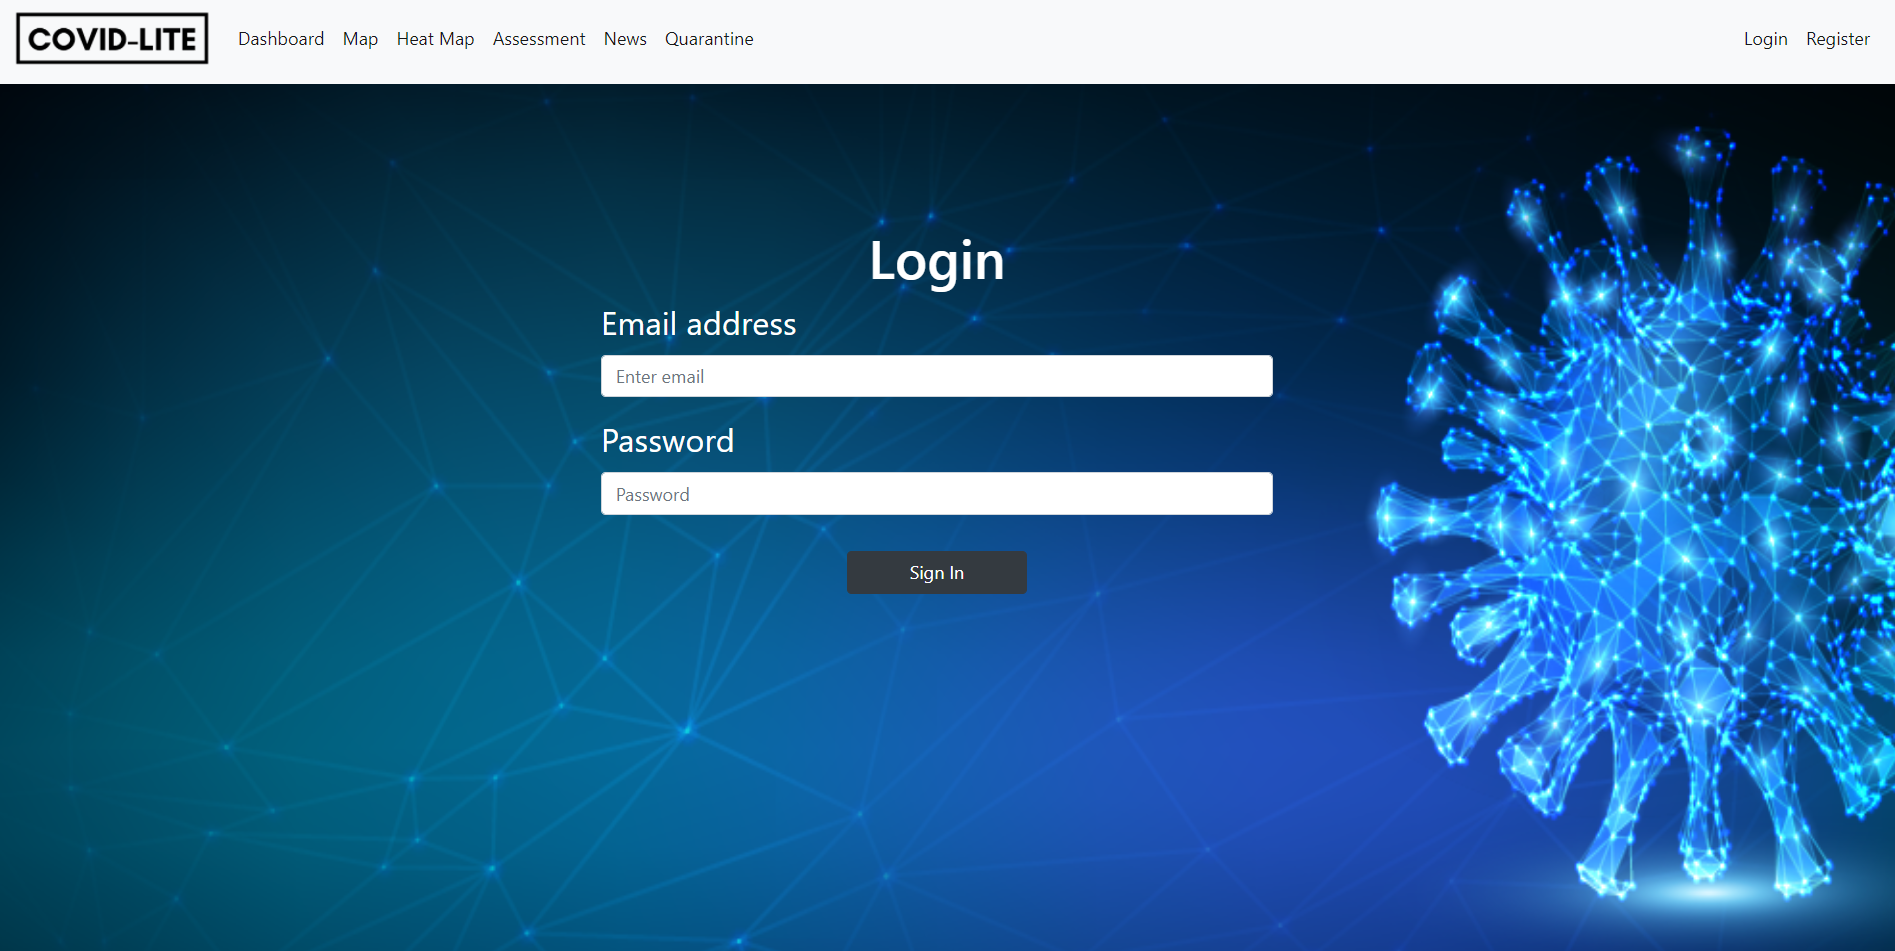 COVID-LITE Dashboard Map Heat Map Assessment News Quarantine Login Register
Login
Email address
Enter email
Password
Password
Sign In